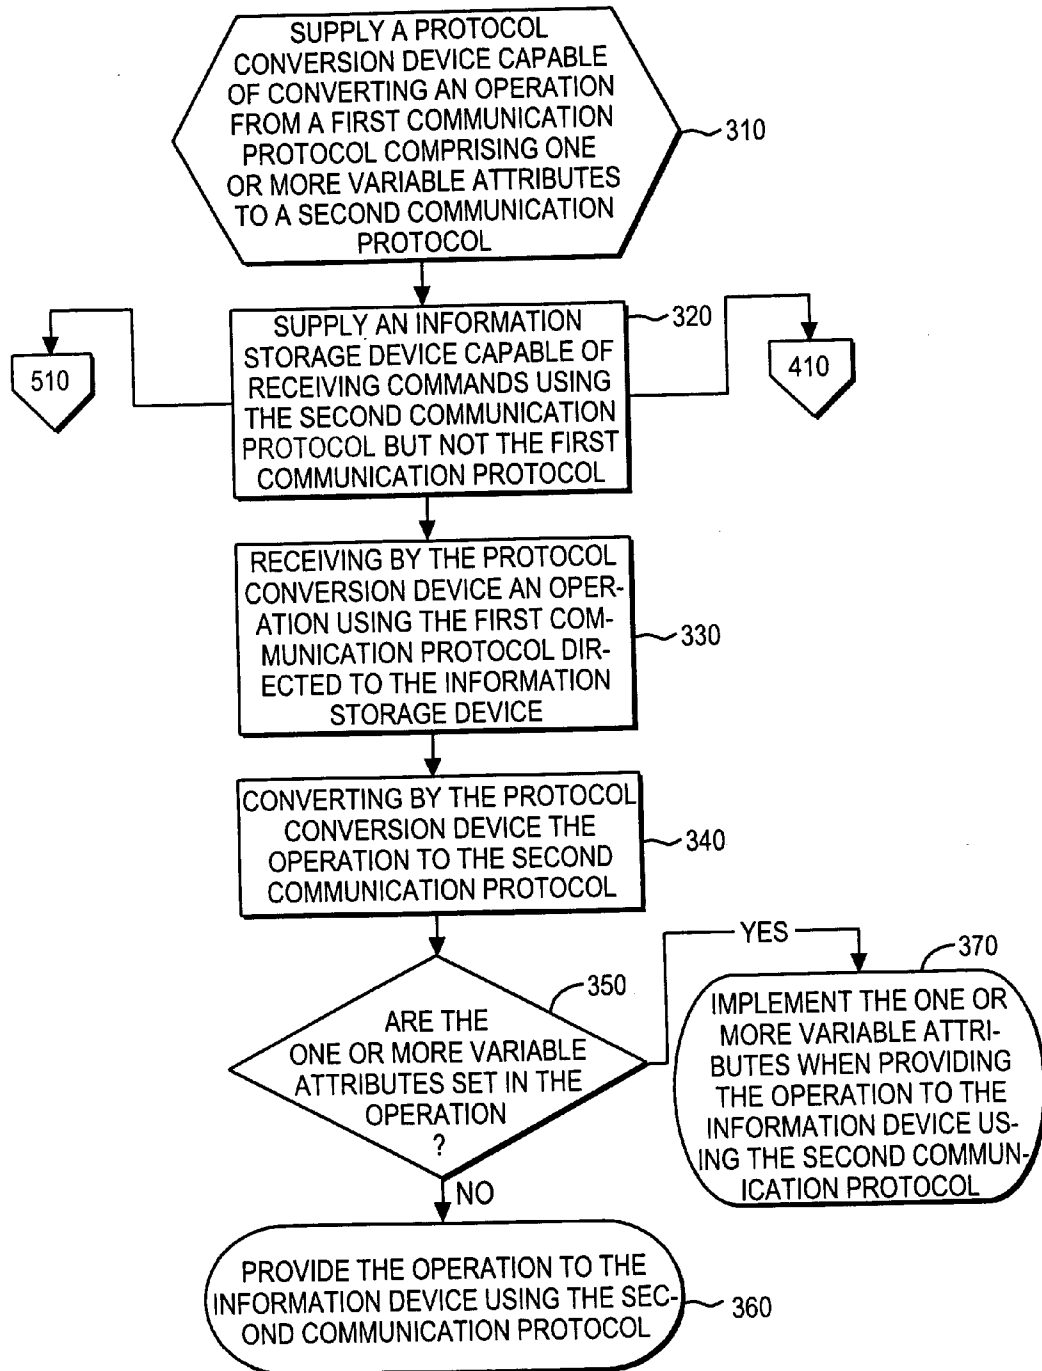 SUPPLY A PROTOCOL
CONVERSION DEVICE CAPABLE
OF CONVERTING AN OPERATION
FROM A FIRST COMMUNICATION
PROTOCOL COMPRISING ONE
OR MORE VARIABLE ATTRIBUTES
TO A SECOND COMMUNICATION
PROTOCOL
310
SUPPLY AN INFORMATION
STORAGE DEVICE CAPABLE OF
RECEIVING COMMANDS USING
THE SECOND COMMUNICATION
PROTOCOL BUT NOT THE FIRST
COMMUNICATION PROTOCOL
320
510
410
RECEIVING BY THE PROTOCOL
CONVERSION DEVICE AN OPER-
ATION USING THE FIRST COM-
MUNICATION PROTOCOL DIR-
ECTED TO THE INFORMATION
STORAGE DEVICE
330
CONVERTING BY THE PROTOCOL
CONVERSION DEVICE THE
OPERATION TO THE SECOND
COMMUNICATION PROTOCOL
340
ARE THE
ONE OR MORE VARIABLE
ATTRIBUTES SET IN THE
OPERATION
?
350
YES
370
IMPLEMENT THE ONE OR
MORE VARIABLE ATTRI-
BUTES WHEN PROVIDING
THE OPERATION TO THE
INFORMATION DEVICE US-
ING THE SECOND COMMUN-
ICATION PROTOCOL
NO
PROVIDE THE OPERATION TO THE
INFORMATION DEVICE USING THE SEC-
OND COMMUNICATION PROTOCOL
360